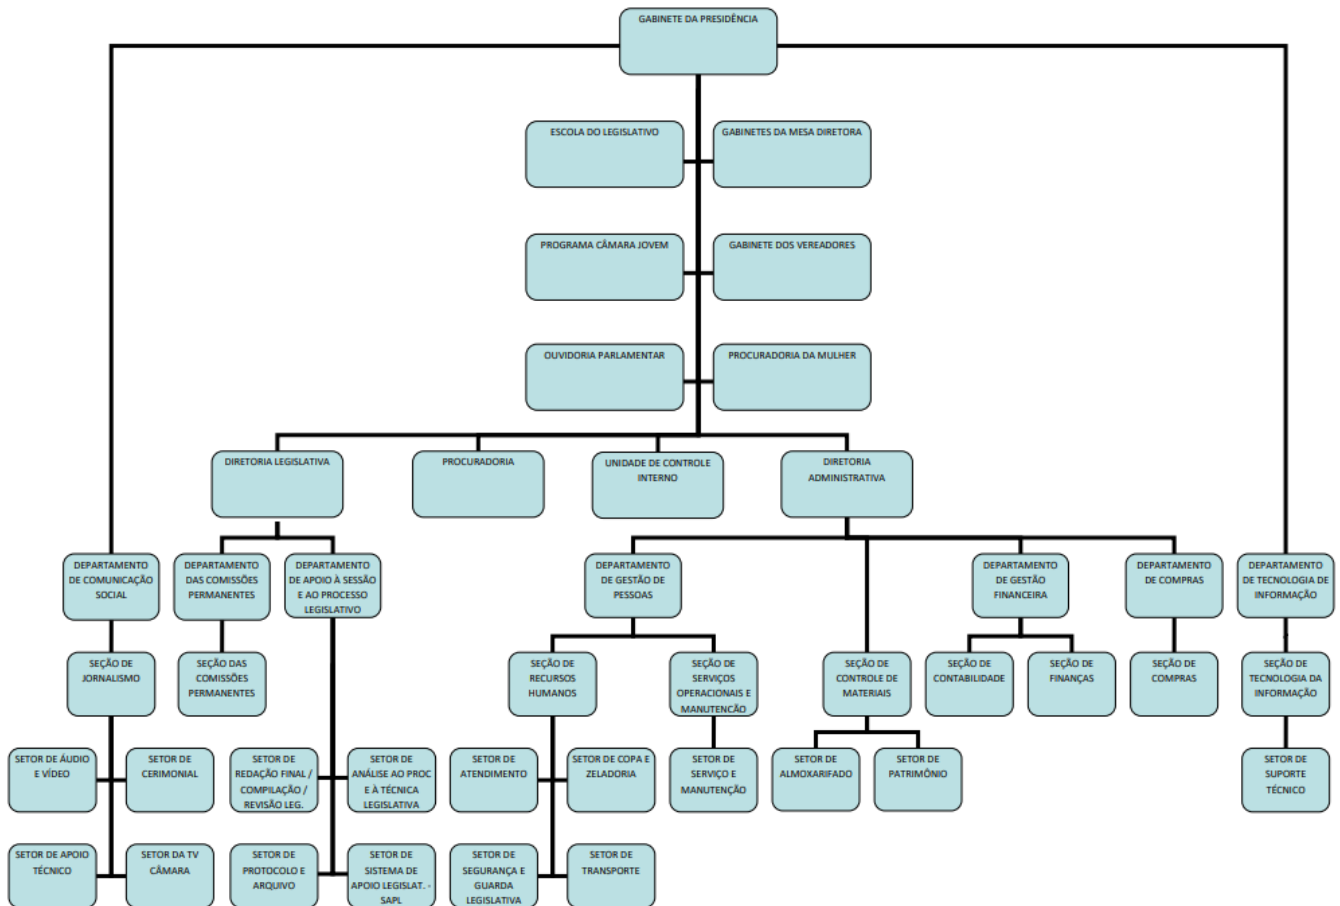 GABINETE DA PRESIDÊNCIA
ESCOLA DO LEGISLATIVO
GABINETES DA MESA DIRETORA
PROGRAMA CÂMARA JOVEM
GABINETE DOS VEREADORES
OUVIDORIA PARLAMENTAR
PROCURADORIA DA MULHER
DIRETORIA LEGISLATIVA
PROCURADORIA
UNIDADE DE CONTROLE
INTERNO
DIRETORIA
ADMINISTRATIVA
DEPARTAMENTO
DE COMUNICAÇÃO
SOCIAL
DEPARTAMENTO
DAS COMISSÕES
PERMANENTES
DEPARTAMENTO
DE APOIO À SESSÃO
E AO PROCESSO
LEGISLATIVO
DEPARTAMENTO
DE GESTÃO DE
PESSOAS
DEPARTAMENTO
DE GESTÃO
FINANCEIRA
DEPARTAMENTO
DE COMPRAS
DEPARTAMENTO
DE TECNOLOGIA DE
INFORMAÇÃO
SEÇÃO DE
JORNALISMO
SEÇÃO DAS
COMISSÕES
PERMANENTES
SEÇÃO DE
RECURSOS
HUMANOS
SEÇÃO DE
SERVIÇOS
OPERACIONAIS E
MANUTENCÃO
SEÇÃO DE
CONTROLE DE
MATERIAIS
SEÇÃO DE
CONTABILIDADE
SEÇÃO DE
FINANÇAS
SEÇÃO DE
COMPRAS
SEÇÃO DE
TECNOLOGIA DA
INFORMAÇÃO
SETOR DE ÁUDIO
E VÍDEO
SETOR DE
CERIMONIAL
SETOR DE
REDAÇÃO FINAL /
COMPILAÇÃO /
REVISÃO LEG.
SETOR DE
ANÁLISE AO PROC
E À TÉCNICA
LEGISLATIVA
SETOR DE
ATENDIMENTO
SETOR DE COPA E
ZELADORIA
SETOR DE
SERVIÇO E
MANUTENÇÃO
SETOR DE
ALMOXARIFADO
SETOR DE
PATRIMÔNIO
SETOR DE
SUPORTE
TÉCNICO
SETOR DE APOIO
TÉCNICO
SETOR DA TV
CÂMARA
SETOR DE
PROTOCOLO E
ARQUIVO
SETOR DE
SISTEMA DE
APOIO LEGISLAT. -
SAPL
SETOR DE
SEGURANÇA E
GUARDA
LEGISLATIVA
SETOR DE
TRANSPORTE